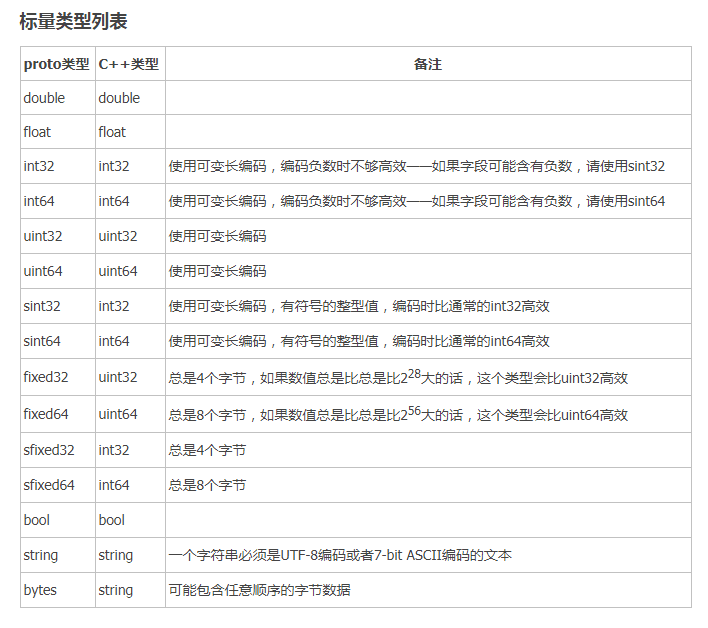 标量类型列表
proto类型 C++类型 备注
double double
float float
int32 int32 使用可变长编码，编码负数时不够高效——如果字段可能含有负数，请使用sint32
int64 int64 使用可变长编码，编码负数时不够高效——如果字段可能含有负数，请使用sint64
uint32 uint32 使用可变长编码
uint64 uint64 使用可变长编码
sint32 int32 使用可变长编码，有符号的整型值，编码时比通常的int32高效
sint64 int64 使用可变长编码，有符号的整型值，编码时比通常的int64高效
fixed32 uint32 总是4个字节，如果数值总是比总是比2²⁸大的话，这个类型会比uint32高效
fixed64 uint64 总是8个字节，如果数值总是比总是比2⁵⁶大的话，这个类型会比uint64高效
sfixed32 int32 总是4个字节
sfixed64 int64 总是8个字节
bool bool
string string 一个字符串必须是UTF-8编码或者7-bit ASCII编码的文本
bytes string 可能包含任意顺序的字节数据